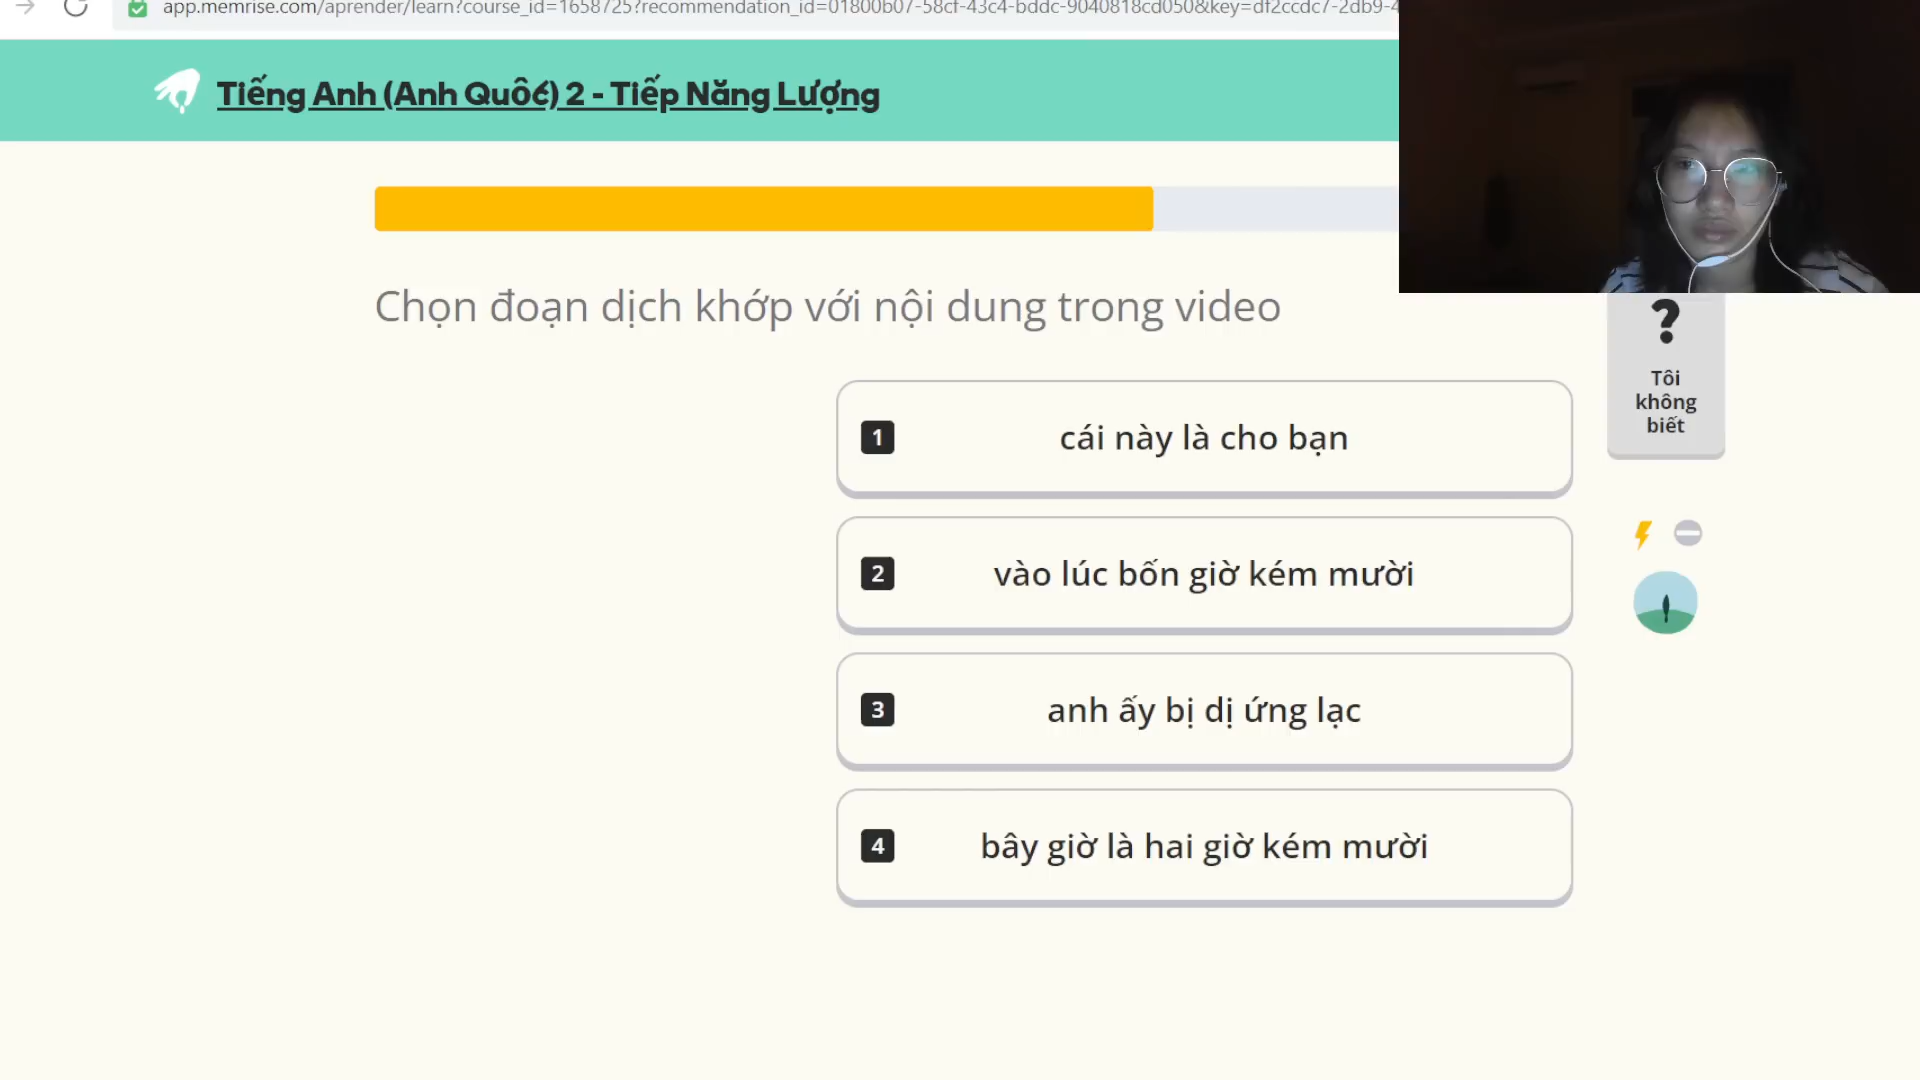 app.memrise.com/aprender/learn?course_id=1658725?recommendation_id=01800b07-58cf-43c4-bddc-9040818cd050&key=df2ccdc7-2db9-4
Tiếng Anh (Anh Quốc) 2 - Tiếp Năng Lượng
Chọn đoạn dịch khớp với nội dung trong video
?
Tôi
không
biết
1 cái này là cho bạn
2 vào lúc bốn giờ kém mười
3 anh ấy bị dị ứng lạc
4 bây giờ là hai giờ kém mười